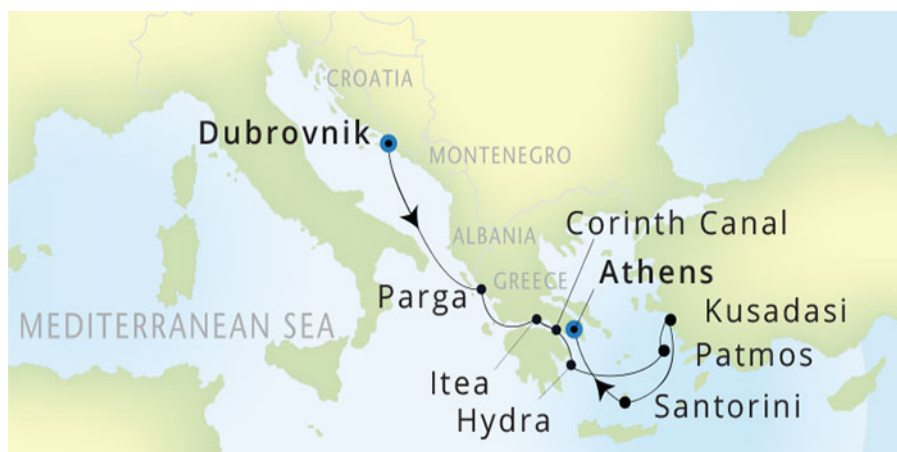 CROATIA
Dubrovnik
MONTENEGRO
Corinth Canal
ALBANIA
Athens
GREECE
Parga
Kusadasi
MEDITERRANEAN SEA
Patmos
Itea
Santorini
Hydra